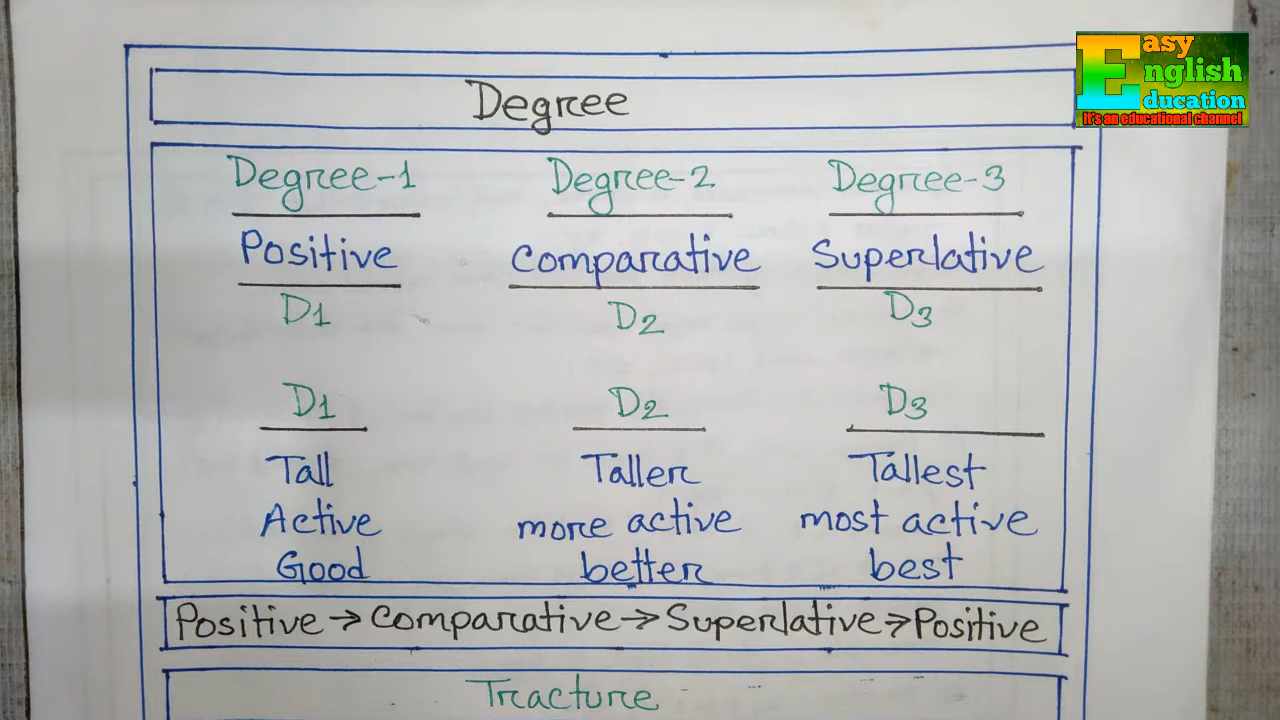 Easy
English
Education
It's an educational channel
Degree
Degree-1 Degree-2 Degree-3
Positive Comparative Superlative
D1 D2 D3
D1 D2 D3
Tall Taller Tallest
Active more active most active
Good better best
Positive → Comparative → Superlative → Positive
Tracture